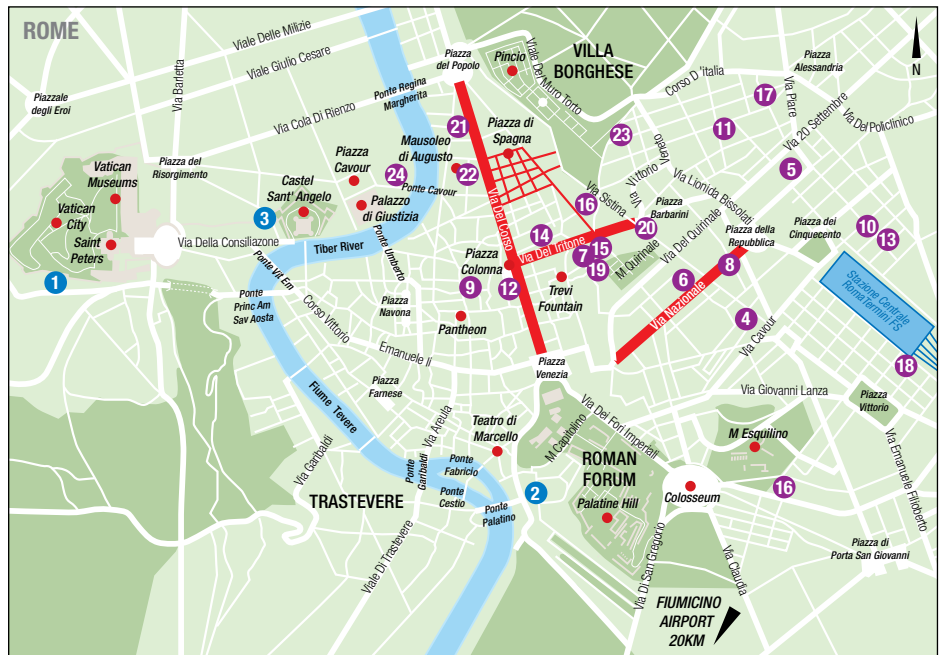 ROME
Viale Delle Milizie
Viale Giulio Cesare
Via Barletta
Piazzale
degli Eroi
Via Cola Di Rienzo
Piazza
del Popolo
Ponte Regina
Margherita
Pincio
Viale Del Muro Torto
VILLA
BORGHESE
Corso D 'italia
Piazza
Alessandria
N
17
Via Piare
Via 20 Settembre
Via Del Policlinico
11
23
5
21
Piazza di
Spagna
Mausoleo
di Augusto
22
24
Ponte Cavour
Piazza
Cavour
Palazzo
di Giustizia
Piazza del
Risorgimento
Castel
Sant' Angelo
3
Vatican
Museums
Vatican
City
Saint
Peters
1
Via Della Consiliazone
Tiber River
Ponte Umberto
Ponte Vit Em
Ponte
Princ Am
Sav Aosta
Via Del Corso
Via Sistina
16
Via
Vittorio
Veneto
Via Lionida Bissorati
Piazza
Barbarini
20
14
Via Del Tritone
15
7
19
M Quirinale
Via Del Quirinale
Piazza della
Repubblica
Piazza dei
Cinquecento
10
13
8
6
Via Nazionale
4
Via Cavour
Stazione Centrale
RomaTermini FS
18
Piazza
Colonna
9
12
Trevi
Fountain
Pantheon
Piazza
Navona
Corso Vittorio
Emanuele Ii
Piazza
Venezia
Piazza
Farnese
Via Areula
Fiume Tevere
Via Garibaldi
Ponte
Garibaldi
Teatro di
Marcello
Ponte
Fabricio
Ponte
Cestio
Ponte
Palatino
2
TRASTEVERE
Viale Di Trastevere
M Capitolino
Via Dei Fori Imperiali
ROMAN
FORUM
Palatine Hill
Colosseum
Via Giovanni Lanza
M Esquilino
16
Piazza
Vittorio
Via Emanuele Filioberto
Piazza di
Porta San Giovanni
Via Di San Gregorio
Via Claudia
FIUMICINO
AIRPORT
20KM